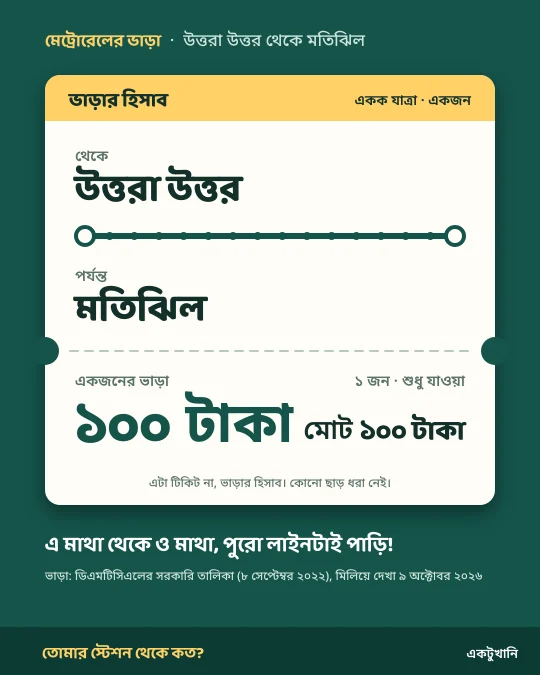 মেট্রোরেলের ভাড়া · উত্তরা উত্তর থেকে মতিঝিল
ভাড়ার হিসাব একক যাত্রা · একজন
থেকে
উত্তরা উত্তর
পর্যন্ত
মতিঝিল
একজনের ভাড়া ১ জন · শুধু যাওয়া
১০০ টাকা মোট ১০০ টাকা
এটা টিকিট না, ভাড়ার হিসাব। কোনো ছাড় ধরা নেই।
এ মাথা থেকে ও মাথা, পুরো লাইনটাই পাড়ি!
ভাড়া: ডিএমটিসিএলের সরকারি তালিকা (৮ সেপ্টেম্বর ২০২২), মিলিয়ে দেখা ৯ অক্টোবর ২০২৬
তোমার স্টেশন থেকে কত? একটুখানি